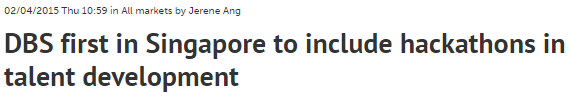 02/04/2015 Thu 10:59 in All markets by Jerene Ang
DBS first in Singapore to include hackathons in
talent development